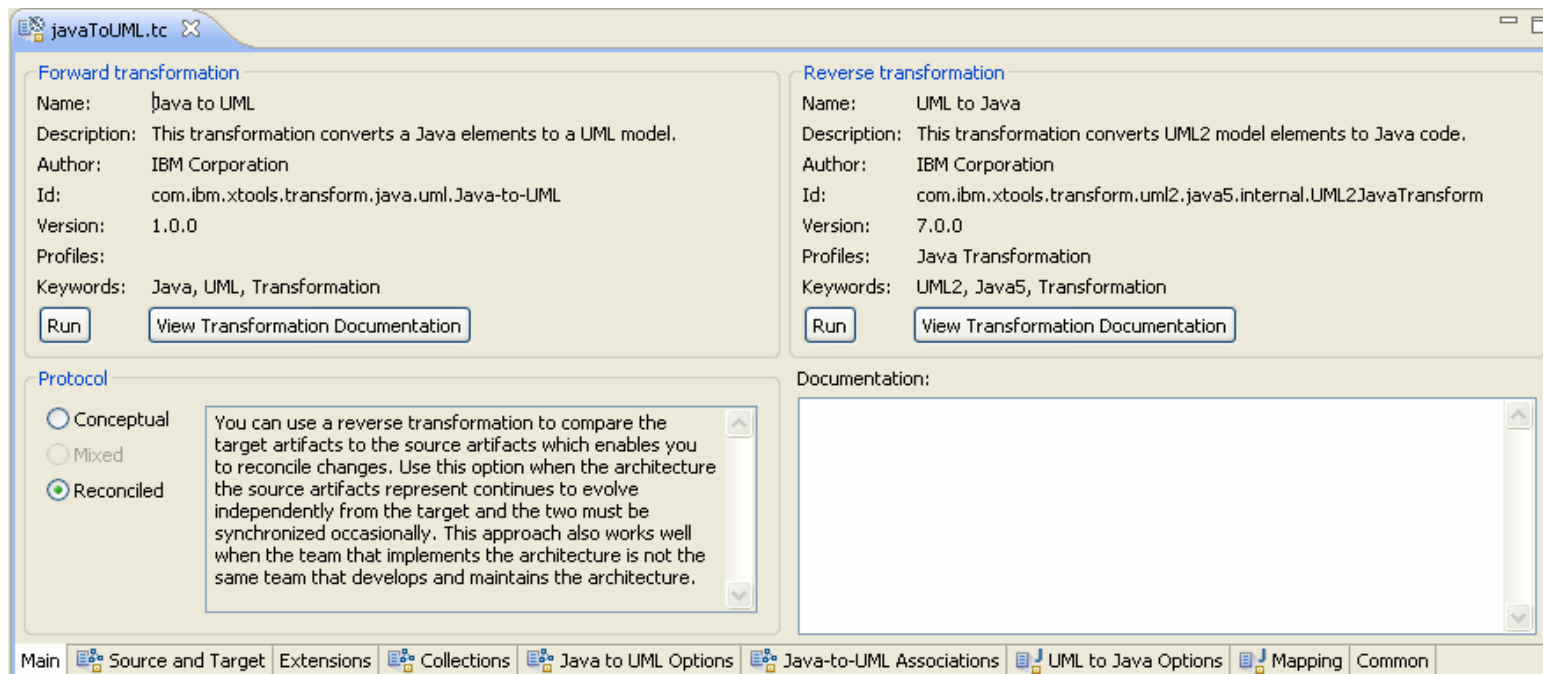 javaToUML.tc
Forward transformation
Name: Java to UML
Description: This transformation converts a Java elements to a UML model.
Author: IBM Corporation
Id: com.ibm.xtools.transform.java.uml.Java-to-UML
Version: 1.0.0
Profiles:
Keywords: Java, UML, Transformation
Run View Transformation Documentation
Reverse transformation
Name: UML to Java
Description: This transformation converts UML2 model elements to Java code.
Author: IBM Corporation
Id: com.ibm.xtools.transform.uml2.java5.internal.UML2JavaTransform
Version: 7.0.0
Profiles: Java Transformation
Keywords: UML2, Java5, Transformation
Run View Transformation Documentation
Protocol
Conceptual
Mixed
Reconciled
You can use a reverse transformation to compare the
target artifacts to the source artifacts which enables you
to reconcile changes. Use this option when the architecture
the source artifacts represent continues to evolve
independently from the target and the two must be
synchronized occasionally. This approach also works well
when the team that implements the architecture is not the
same team that develops and maintains the architecture.
Documentation:
Main Source and Target Extensions Collections Java to UML Options Java-to-UML Associations UML to Java Options Mapping Common